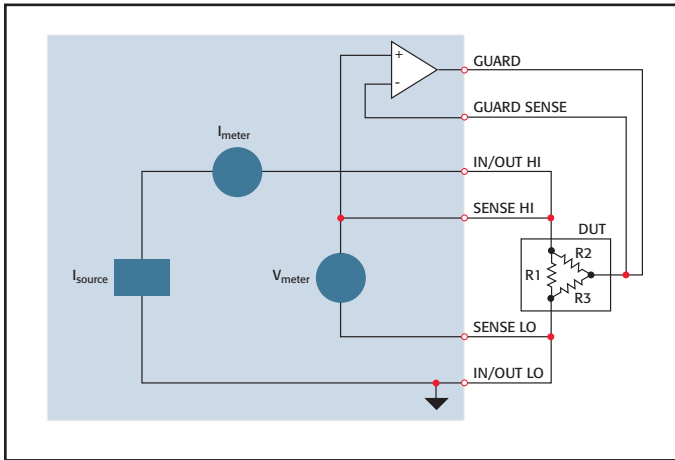 GUARD
+
-
GUARD SENSE
Imeter
IN/OUT HI
SENSE HI
DUT
R2
R1
R3
Isource
Vmeter
SENSE LO
IN/OUT LO